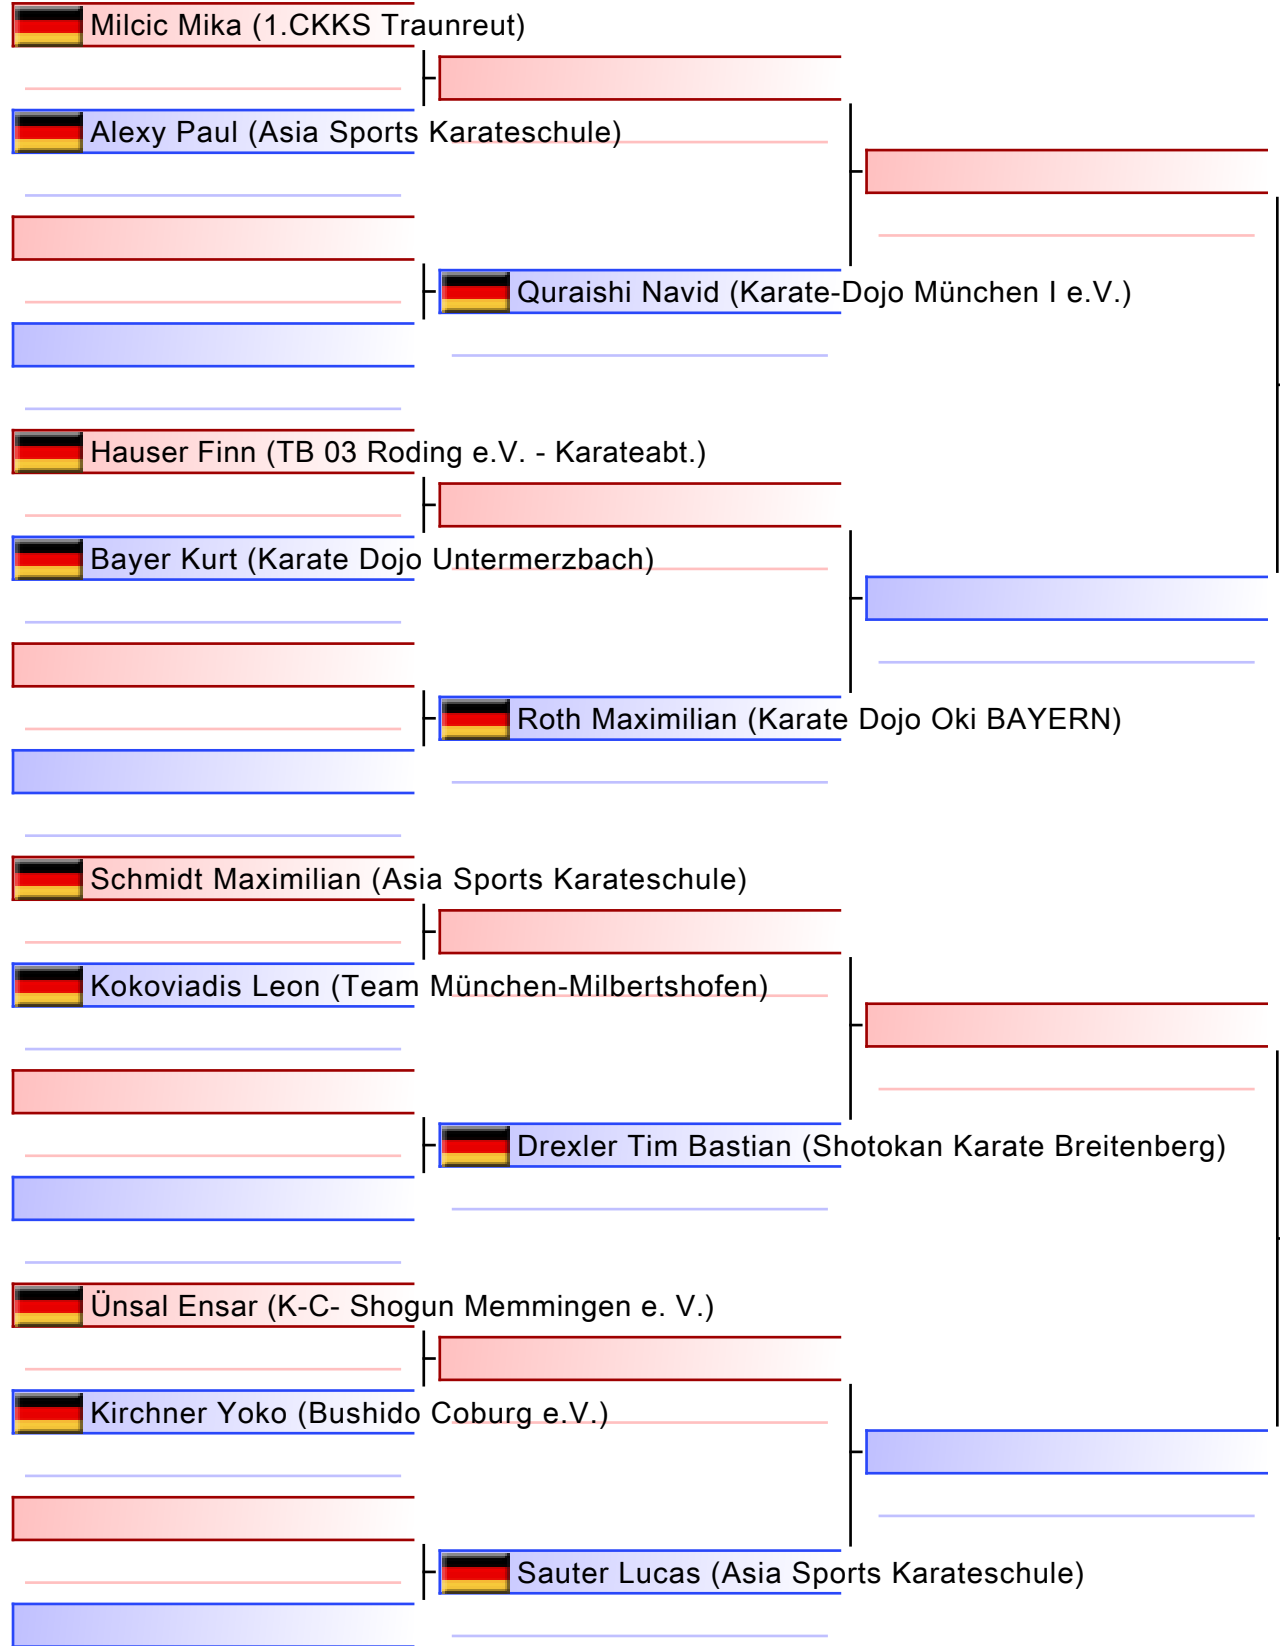 Milcic Mika (1.CKKS Traunreut)
Alexy Paul (Asia Sports Karateschule)
Quraishi Navid (Karate-Dojo München I e.V.)
Hauser Finn (TB 03 Roding e.V. - Karateabt.)
Bayer Kurt (Karate Dojo Untermerzbach)
Roth Maximilian (Karate Dojo Oki BAYERN)
Schmidt Maximilian (Asia Sports Karateschule)
Kokoviadis Leon (Team München-Milbertshofen)
Drexler Tim Bastian (Shotokan Karate Breitenberg)
Ünsal Ensar (K-C- Shogun Memmingen e. V.)
Kirchner Yoko (Bushido Coburg e.V.)
Sauter Lucas (Asia Sports Karateschule)